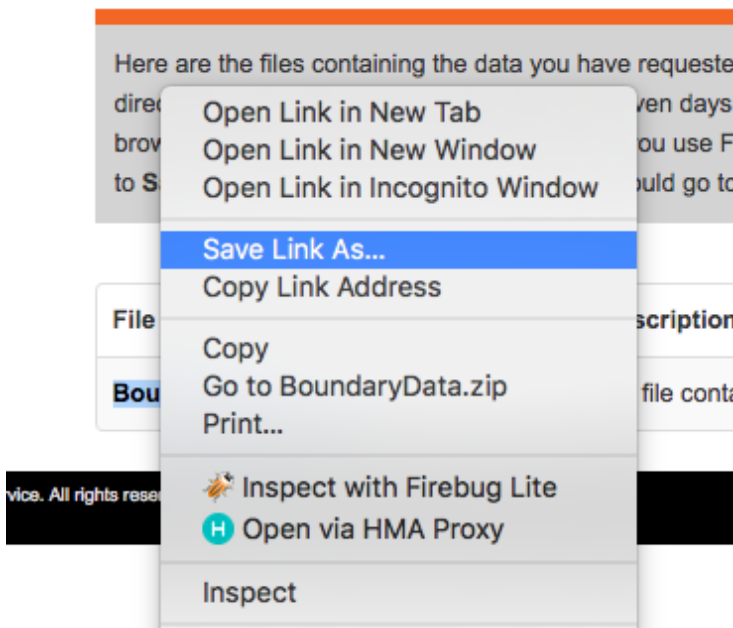 Here are the files containing the data you have requeste
direc
ven days
Open Link in New Tab
brow
ou use F
Open Link in New Window
to S
uld go to
Open Link in Incognito Window
Save Link As...
Copy Link Address
File
scription
Copy
Go to BoundaryData.zip
Bou
file conta
Print...
vice. All rights rese
Inspect with Firebug Lite
H Open via HMA Proxy
Inspect